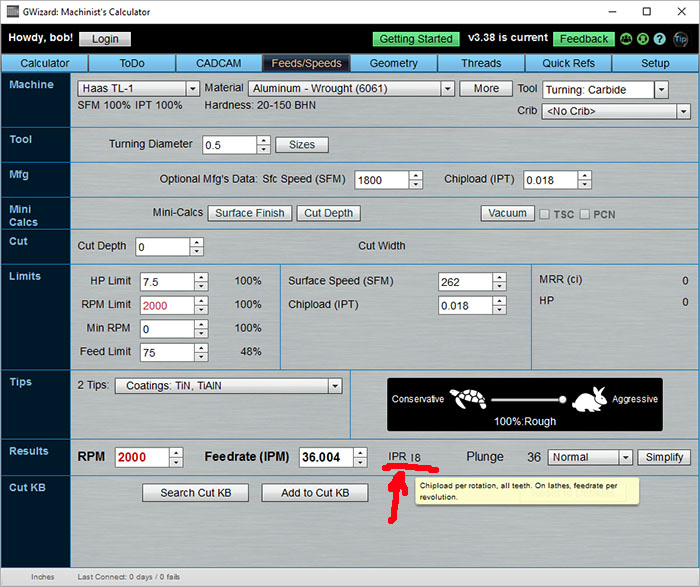 GWizard: Machinist's Calculator
Howdy, bob! Login Getting Started v3.38 is current Feedback ? Tip
Calculator ToDo CADCAM Feeds/Speeds Geometry Threads Quick Refs Setup
Machine Haas TL-1 Material Aluminum - Wrought (6061) More Tool Turning: Carbide
SFM 100% IPT 100% Hardness: 20-150 BHN Crib <No Crib>
Tool Turning Diameter 0.5 Sizes
Mfg Optional Mfg's Data: Sfc Speed (SFM) 1800 Chipload (IPT) 0.018
Mini Calcs Mini-Calcs Surface Finish Cut Depth Vacuum TSC PCN
Cut Cut Depth 0 Cut Width
Limits HP Limit 7.5 100% Surface Speed (SFM) 262 MRR (ci) 0
RPM Limit 2000 100% Chipload (IPT) 0.018 HP 0
Min RPM 0 100%
Feed Limit 75 48%
Tips 2 Tips: Coatings: TiN, TiAlN Conservative Aggressive
100%:Rough
Results RPM 2000 Feedrate (IPM) 36.004 IPR 18 Plunge 36 Normal Simplify
Cut KB Search Cut KB Add to Cut KB
Chipload per rotation, all teeth. On lathes, feedrate per
revolution.
Inches Last Connect: 0 days / 0 fails